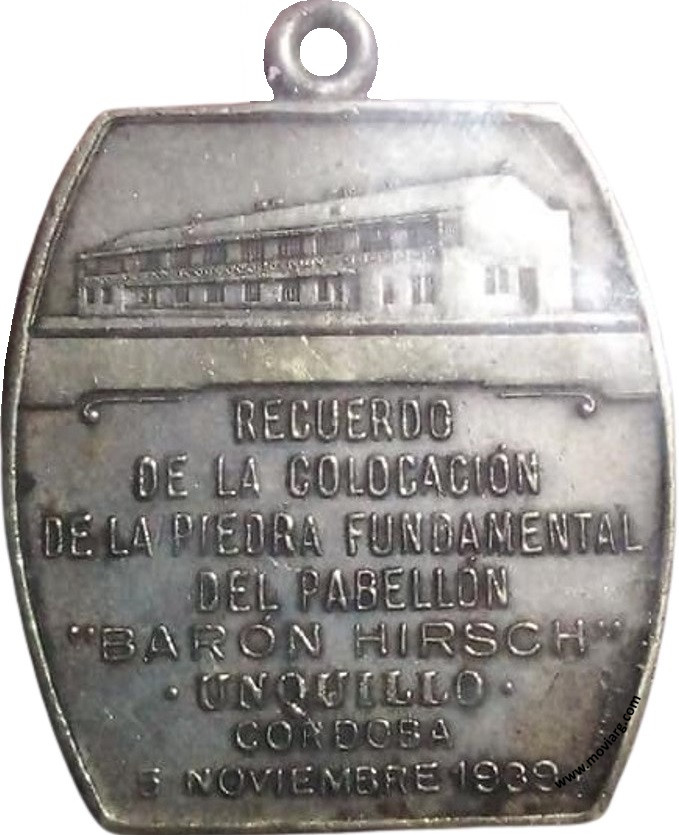 RECUERDO
DE LA COLOCACIÓN
DE LA PIEDRA FUNDAMENTAL
DEL PABELLÓN
"BARÓN HIRSCH"
· UNQUILLO ·
CORDOBA
5 NOVIEMBRE 1939
www.moviarg.com